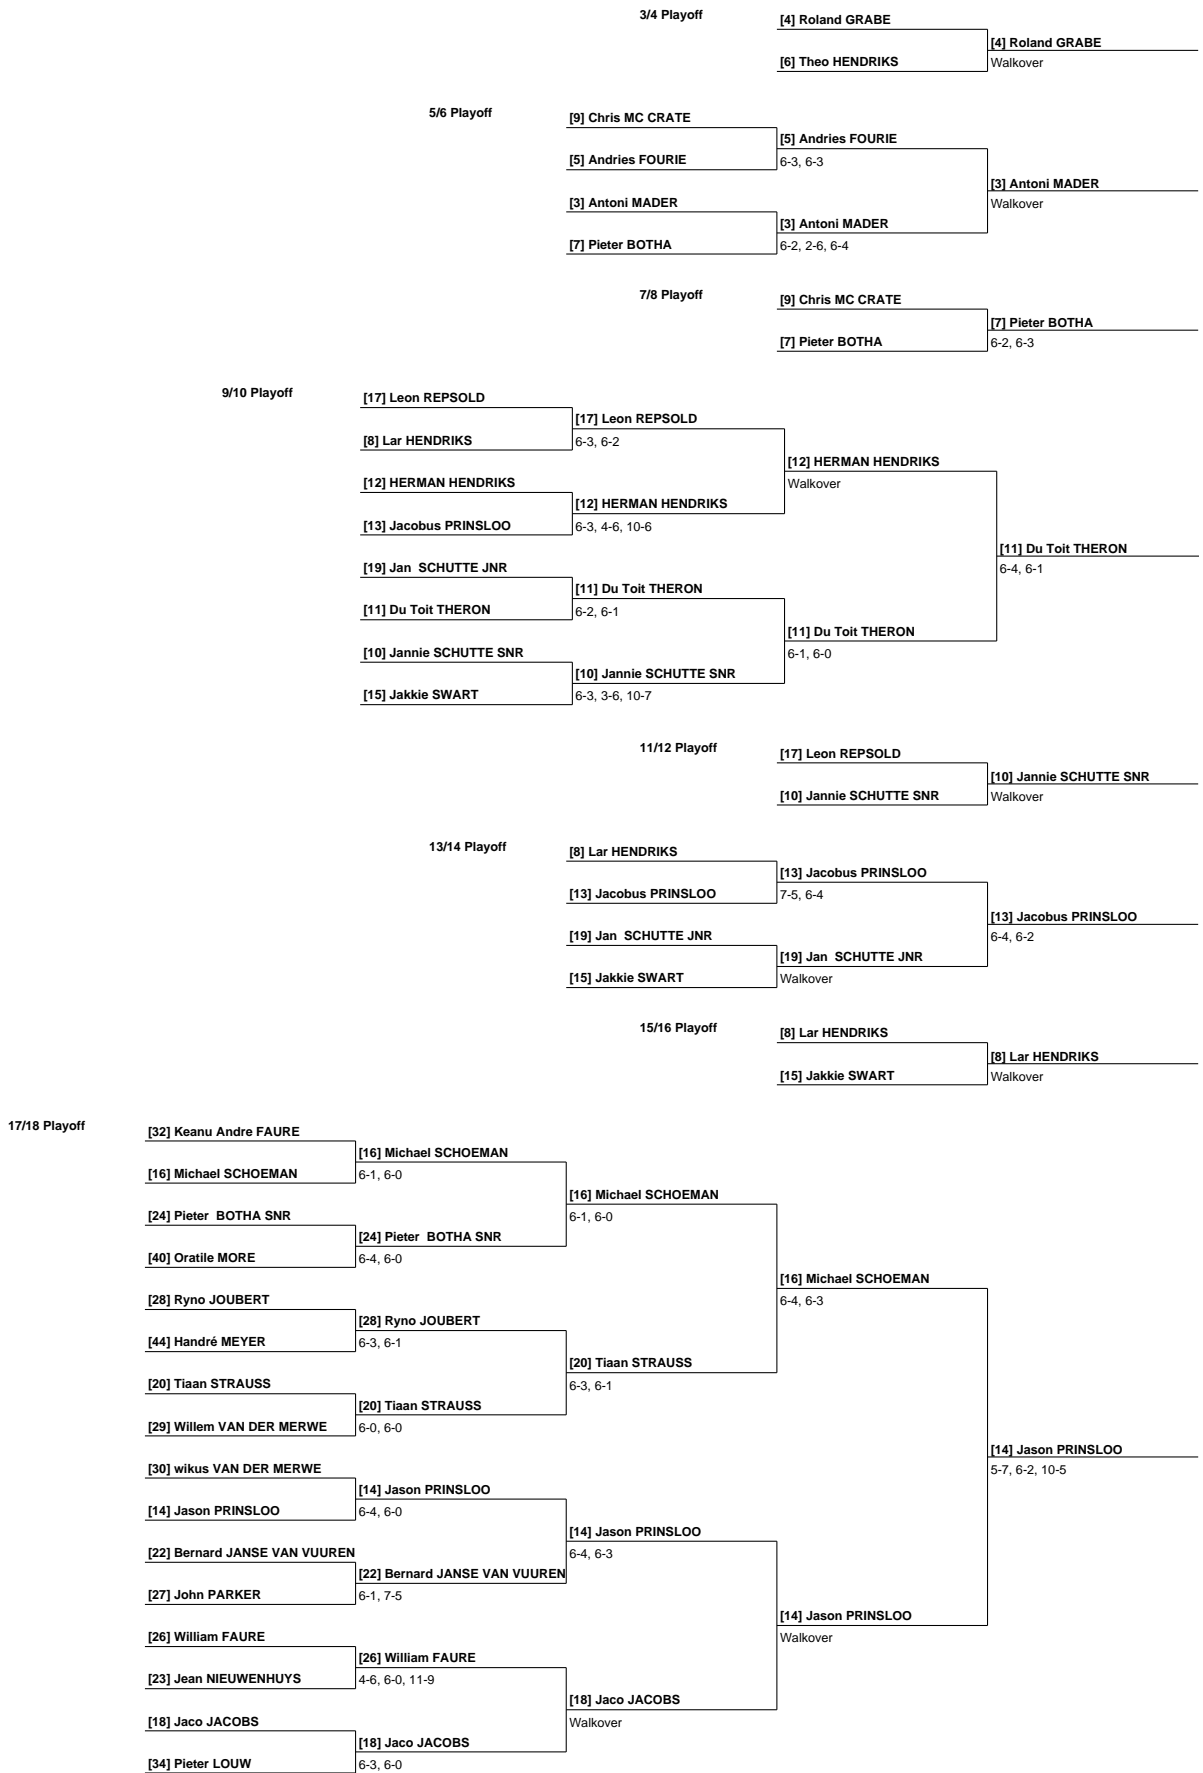 3/4 Playoff
[4] Roland GRABE
[4] Roland GRABE
[6] Theo HENDRIKS
Walkover
5/6 Playoff
[9] Chris MC CRATE
[5] Andries FOURIE
[5] Andries FOURIE
6-3, 6-3
[3] Antoni MADER
[3] Antoni MADER
Walkover
[3] Antoni MADER
[7] Pieter BOTHA
6-2, 2-6, 6-4
7/8 Playoff
[9] Chris MC CRATE
[7] Pieter BOTHA
[7] Pieter BOTHA
6-2, 6-3
9/10 Playoff
[17] Leon REPSOLD
[17] Leon REPSOLD
[8] Lar HENDRIKS
6-3, 6-2
[12] HERMAN HENDRIKS
[12] HERMAN HENDRIKS
Walkover
[12] HERMAN HENDRIKS
[13] Jacobus PRINSLOO
6-3, 4-6, 10-6
[11] Du Toit THERON
6-4, 6-1
[19] Jan  SCHUTTE JNR
[11] Du Toit THERON
[11] Du Toit THERON
6-2, 6-1
[11] Du Toit THERON
6-1, 6-0
[10] Jannie SCHUTTE SNR
[10] Jannie SCHUTTE SNR
[15] Jakkie SWART
6-3, 3-6, 10-7
11/12 Playoff
[17] Leon REPSOLD
[10] Jannie SCHUTTE SNR
[10] Jannie SCHUTTE SNR
Walkover
13/14 Playoff
[8] Lar HENDRIKS
[13] Jacobus PRINSLOO
[13] Jacobus PRINSLOO
7-5, 6-4
[13] Jacobus PRINSLOO
6-4, 6-2
[19] Jan  SCHUTTE JNR
[19] Jan  SCHUTTE JNR
[15] Jakkie SWART
Walkover
15/16 Playoff
[8] Lar HENDRIKS
[8] Lar HENDRIKS
[15] Jakkie SWART
Walkover
17/18 Playoff
[32] Keanu Andre FAURE
[16] Michael SCHOEMAN
[16] Michael SCHOEMAN
6-1, 6-0
[16] Michael SCHOEMAN
6-1, 6-0
[24] Pieter  BOTHA SNR
[24] Pieter  BOTHA SNR
[40] Oratile MORE
6-4, 6-0
[16] Michael SCHOEMAN
6-4, 6-3
[28] Ryno JOUBERT
[28] Ryno JOUBERT
[44] Handré MEYER
6-3, 6-1
[20] Tiaan STRAUSS
6-3, 6-1
[20] Tiaan STRAUSS
[20] Tiaan STRAUSS
[29] Willem VAN DER MERWE
6-0, 6-0
[14] Jason PRINSLOO
5-7, 6-2, 10-5
[30] wikus VAN DER MERWE
[14] Jason PRINSLOO
[14] Jason PRINSLOO
6-4, 6-0
[14] Jason PRINSLOO
6-4, 6-3
[22] Bernard JANSE VAN VUUREN
[22] Bernard JANSE VAN VUUREN
[27] John PARKER
6-1, 7-5
[14] Jason PRINSLOO
Walkover
[26] William FAURE
[26] William FAURE
[23] Jean NIEUWENHUYS
4-6, 6-0, 11-9
[18] Jaco JACOBS
Walkover
[18] Jaco JACOBS
[18] Jaco JACOBS
[34] Pieter LOUW
6-3, 6-0